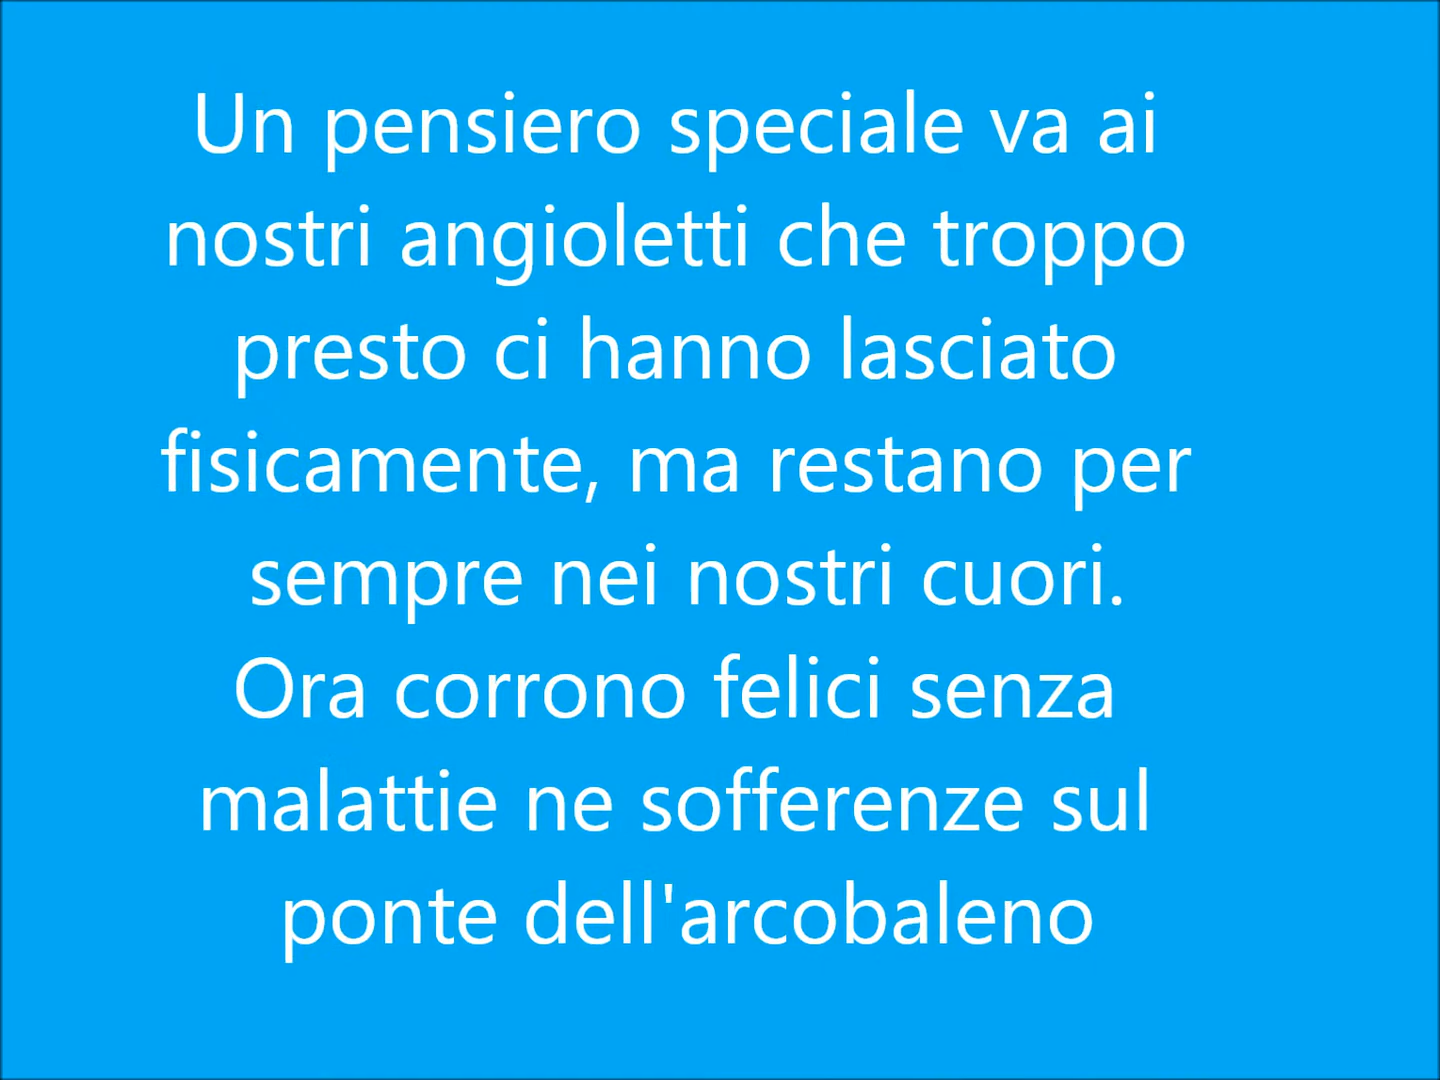 Un pensiero speciale va ai
nostri angioletti che troppo
presto ci hanno lasciato
fisicamente, ma restano per
sempre nei nostri cuori.
Ora corrono felici senza
malattie ne sofferenze sul
ponte dell'arcobaleno